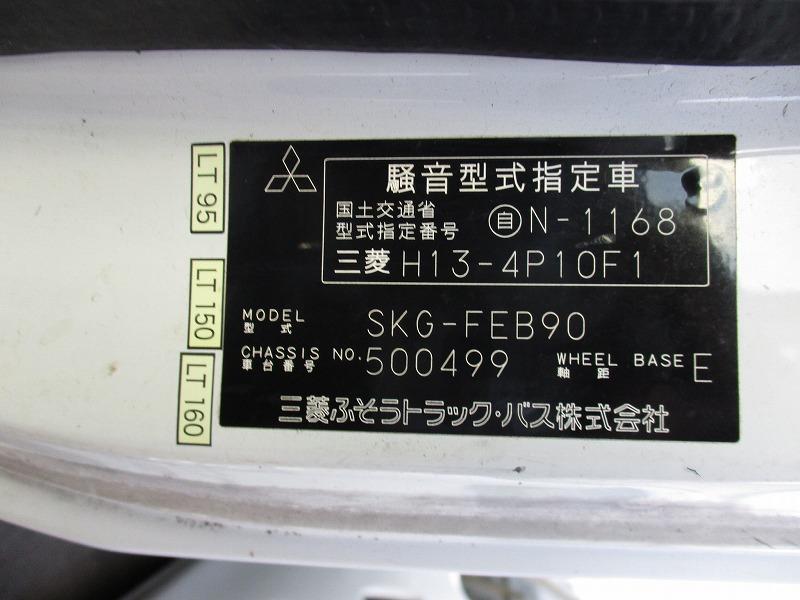 騒音型式指定車
国土交通省
型式指定番号
自 N-1168
三菱 H13-4P10F1
MODEL
型式
SKG-FEB90
CHASSIS NO.
車台番号
500499
WHEEL BASE
軸距
E
三菱ふそうトラック・バス株式会社
LT 95
LT 150
LT 160